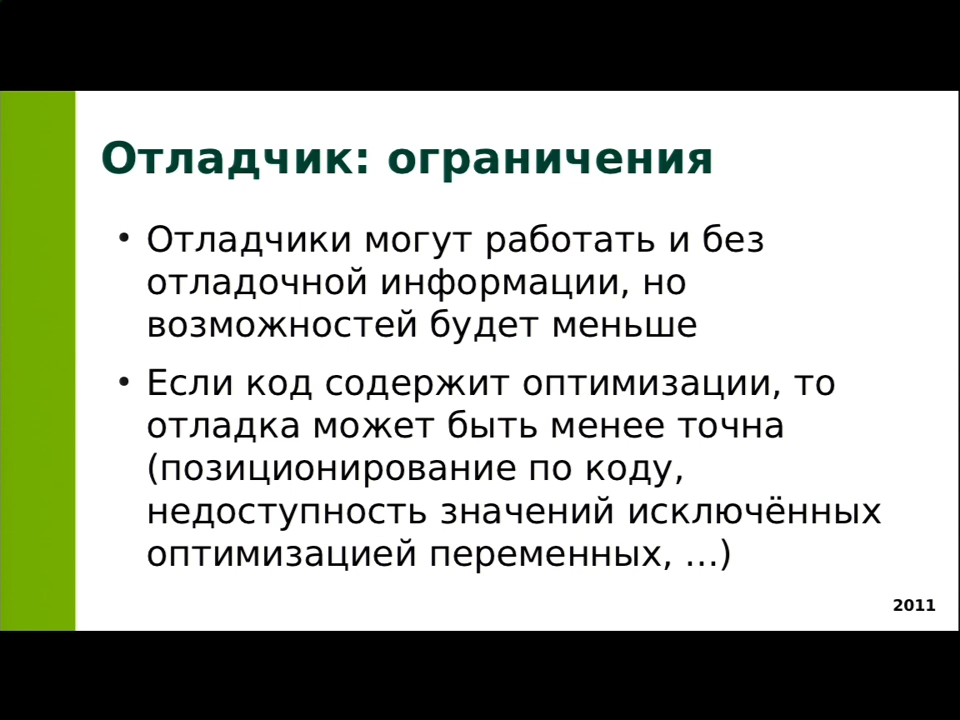 Отладчик: ограничения
• Отладчики могут работать и без
отладочной информации, но
возможностей будет меньше
• Если код содержит оптимизации, то
отладка может быть менее точна
(позиционирование по коду,
недоступность значений исключённых
оптимизацией переменных, ...)
2011